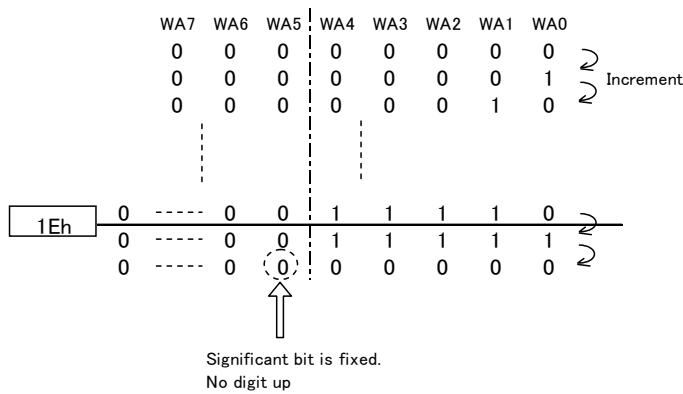 WA7 WA6 WA5 WA4 WA3 WA2 WA1 WA0
0 0 0 0 0 0 0 0
0 0 0 0 0 0 0 1 Increment
0 0 0 0 0 0 1 0
1Eh 0 0 0 1 1 1 1 0
0 0 0 1 1 1 1 1
0 0 0 0 0 0 0 0
Significant bit is fixed.
No digit up